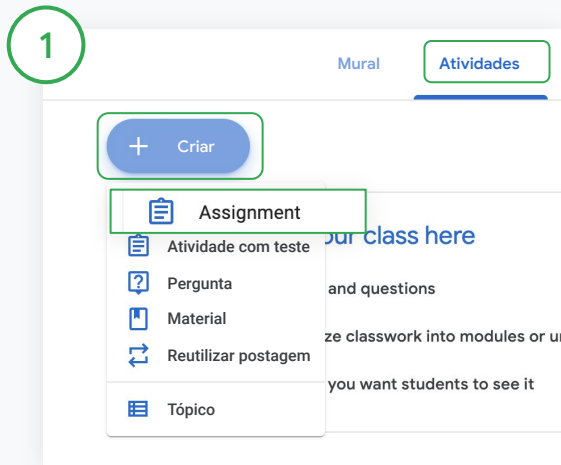 1
Mural Atividades
Criar
Assignment
our class here
Atividade com teste
Pergunta
and questions
Material
ze classwork into modules or u
Reutilizar postagem
you want students to see it
Tópico